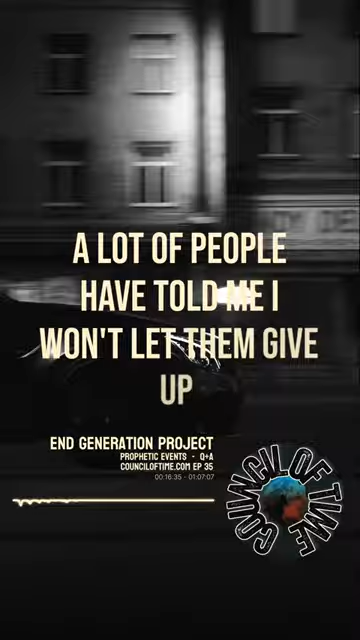 A LOT OF PEOPLE
HAVE TOLD ME I
WON'T LET THEM GIVE
UP
END GENERATION PROJECT
PROPHETIC EVENTS - Q+A
COUNCILOFTIME.COM EP 35
00:16:35 - 01:07:07
COUNCIL OF TIME